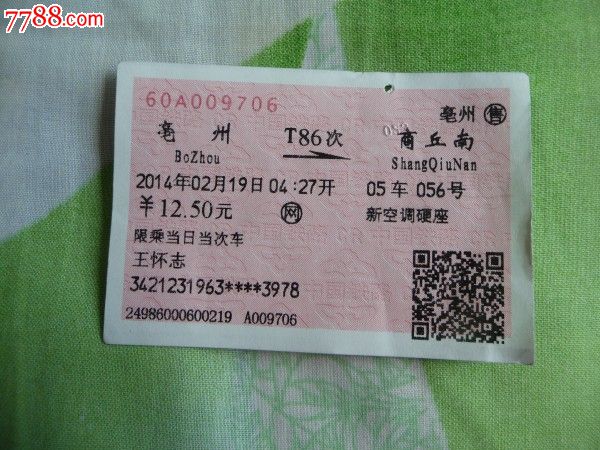 7788.com
60A009706
亳州 售
亳 州 T86次 商丘南
BoZhou ShangQiuNan
2014年02月19日 04:27开 05车 056号
￥12.50元 网 新空调硬座
限乘当日当次车
王怀志
3421231963****3978
24986000600219 A009706